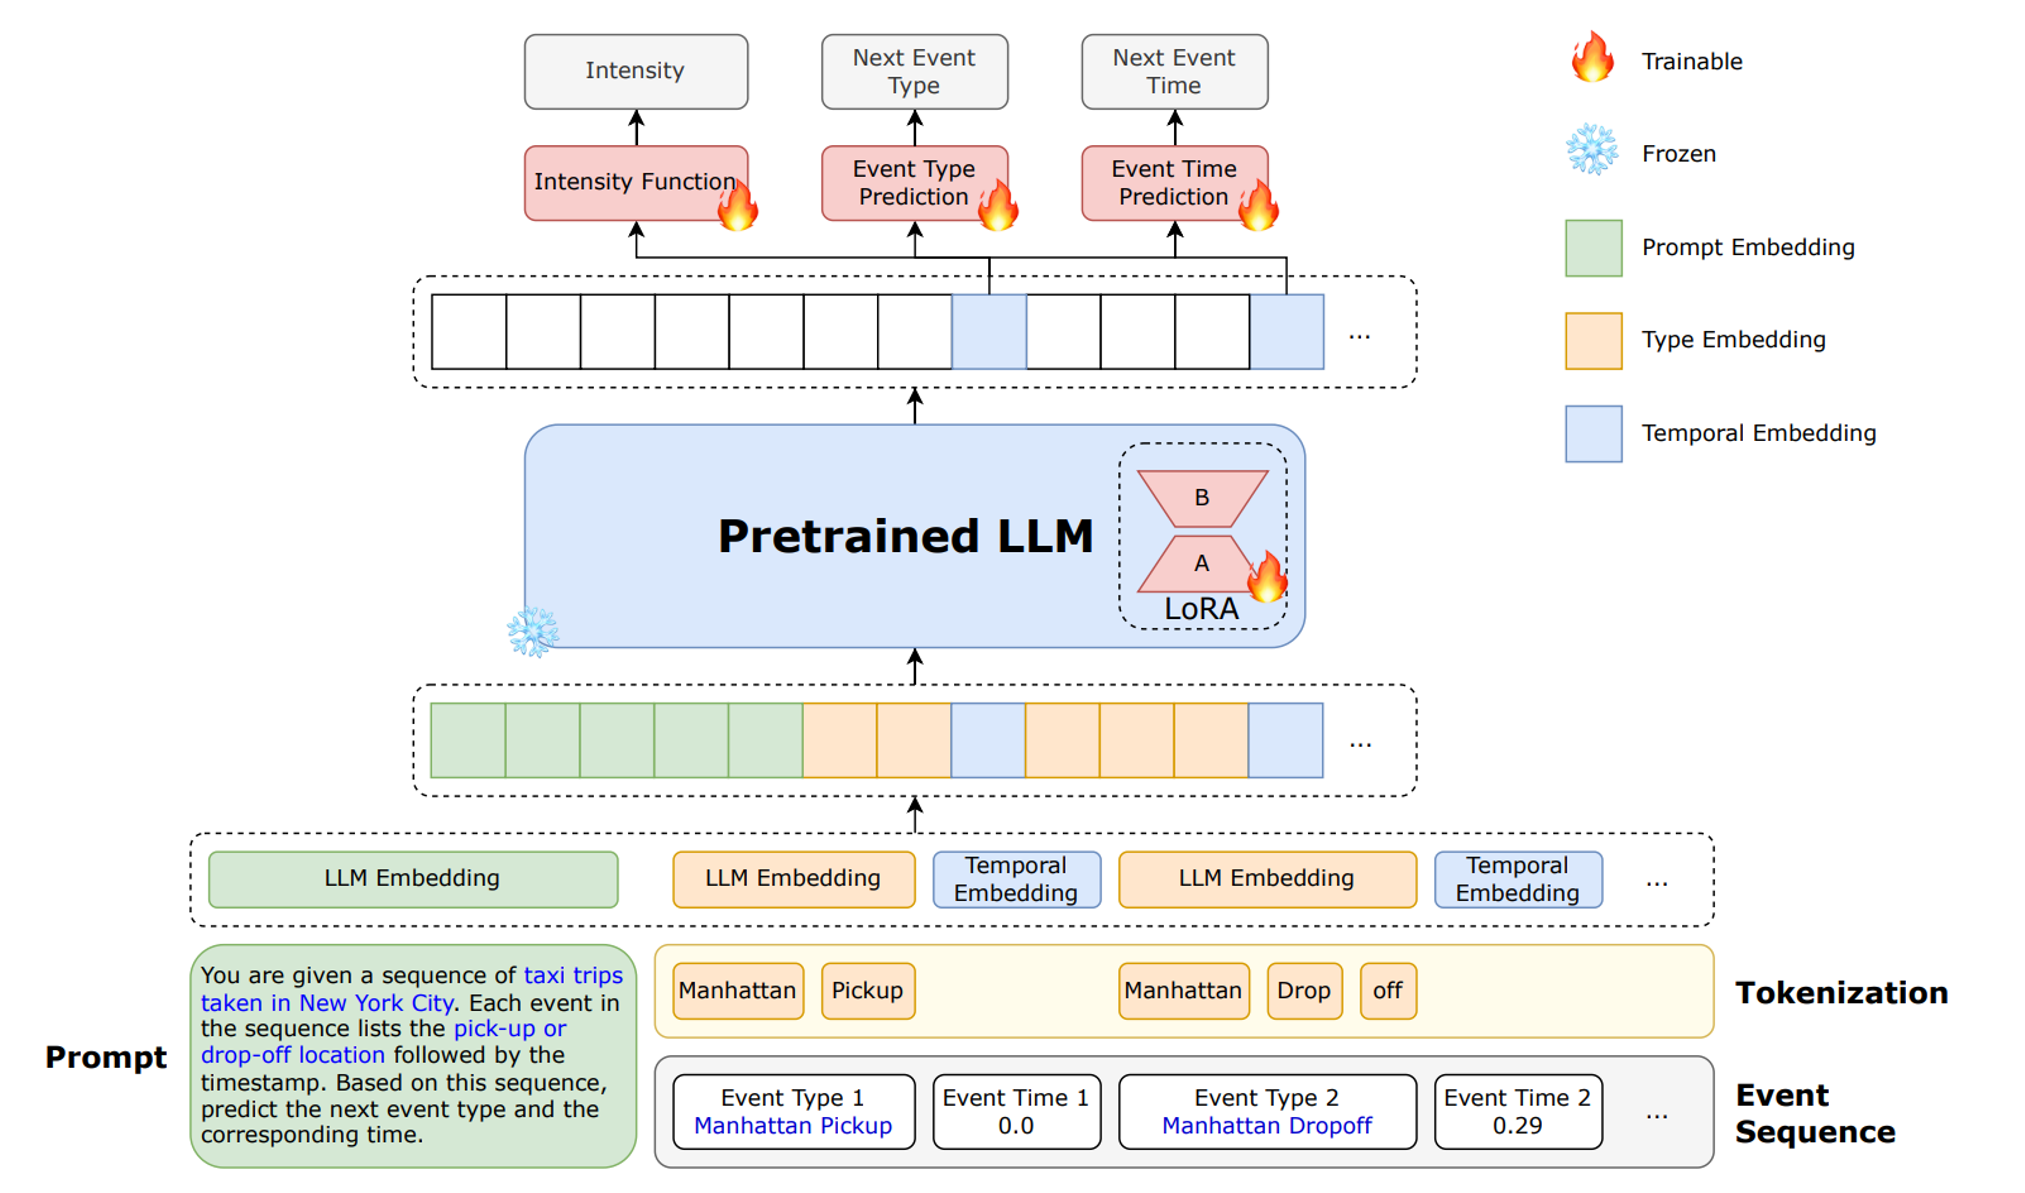 Intensity
Next Event
Type
Next Event
Time
Trainable
Frozen
Prompt Embedding
Type Embedding
Temporal Embedding
Intensity Function
Event Type
Prediction
Event Time
Prediction
...
Pretrained LLM
B
A
LoRA
...
LLM Embedding
LLM Embedding
Temporal
Embedding
LLM Embedding
Temporal
Embedding
...
Prompt
You are given a sequence of taxi trips
taken in New York City. Each event in
the sequence lists the pick-up or
drop-off location followed by the
timestamp. Based on this sequence,
predict the next event type and the
corresponding time.
Manhattan
Pickup
Manhattan
Drop
off
Tokenization
Event Type 1
Manhattan Pickup
Event Time 1
0.0
Event Type 2
Manhattan Dropoff
Event Time 2
0.29
...
Event
Sequence